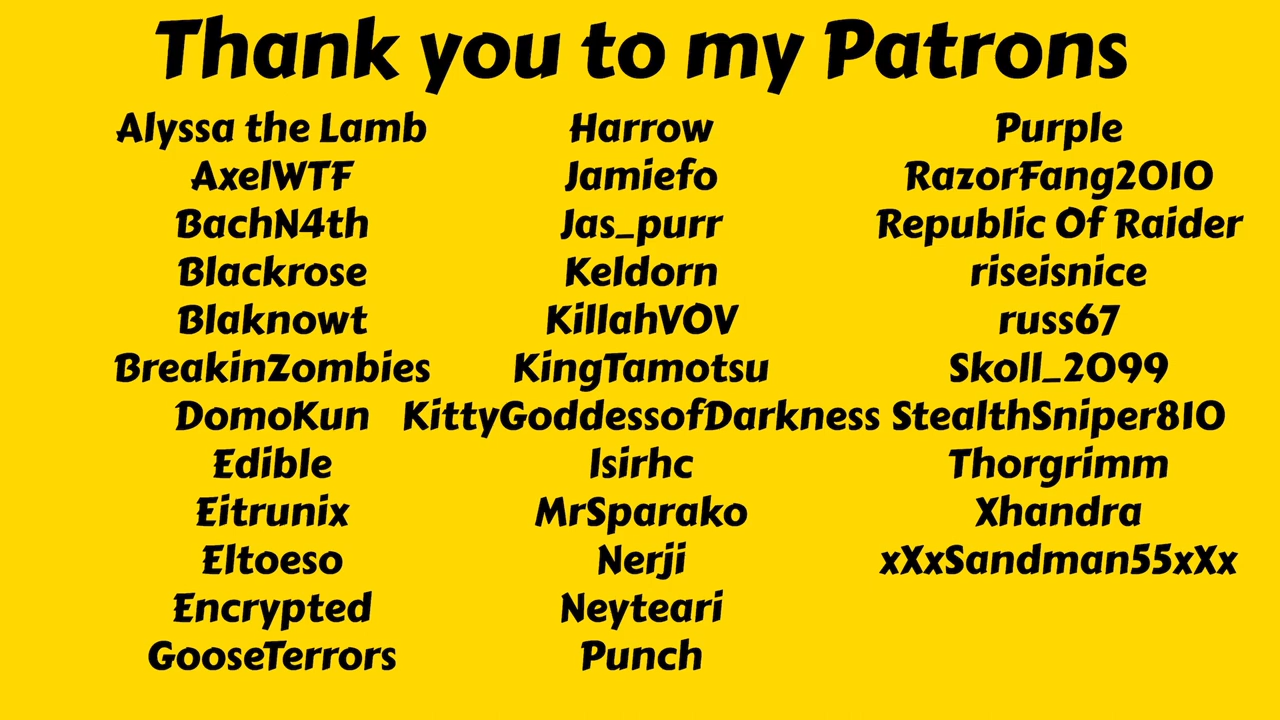 Thank you to my Patrons
Alyssa the Lamb
AxelWTF
BachN4th
Blackrose
Blaknowt
BreakinZombies
DomoKun
Edible
Eitrunix
Eltoeso
Encrypted
GooseTerrors
Harrow
Jamiefo
Jas_purr
Keldorn
KillahVOV
KingTamotsu
KittyGoddessofDarkness
lsirhc
MrSparako
Nerji
Neyteari
Punch
Purple
RazorFang2010
Republic Of Raider
riseisnice
russ67
Skoll_2099
StealthSniper810
Thorgrimm
Xhandra
xXxSandman55xXx